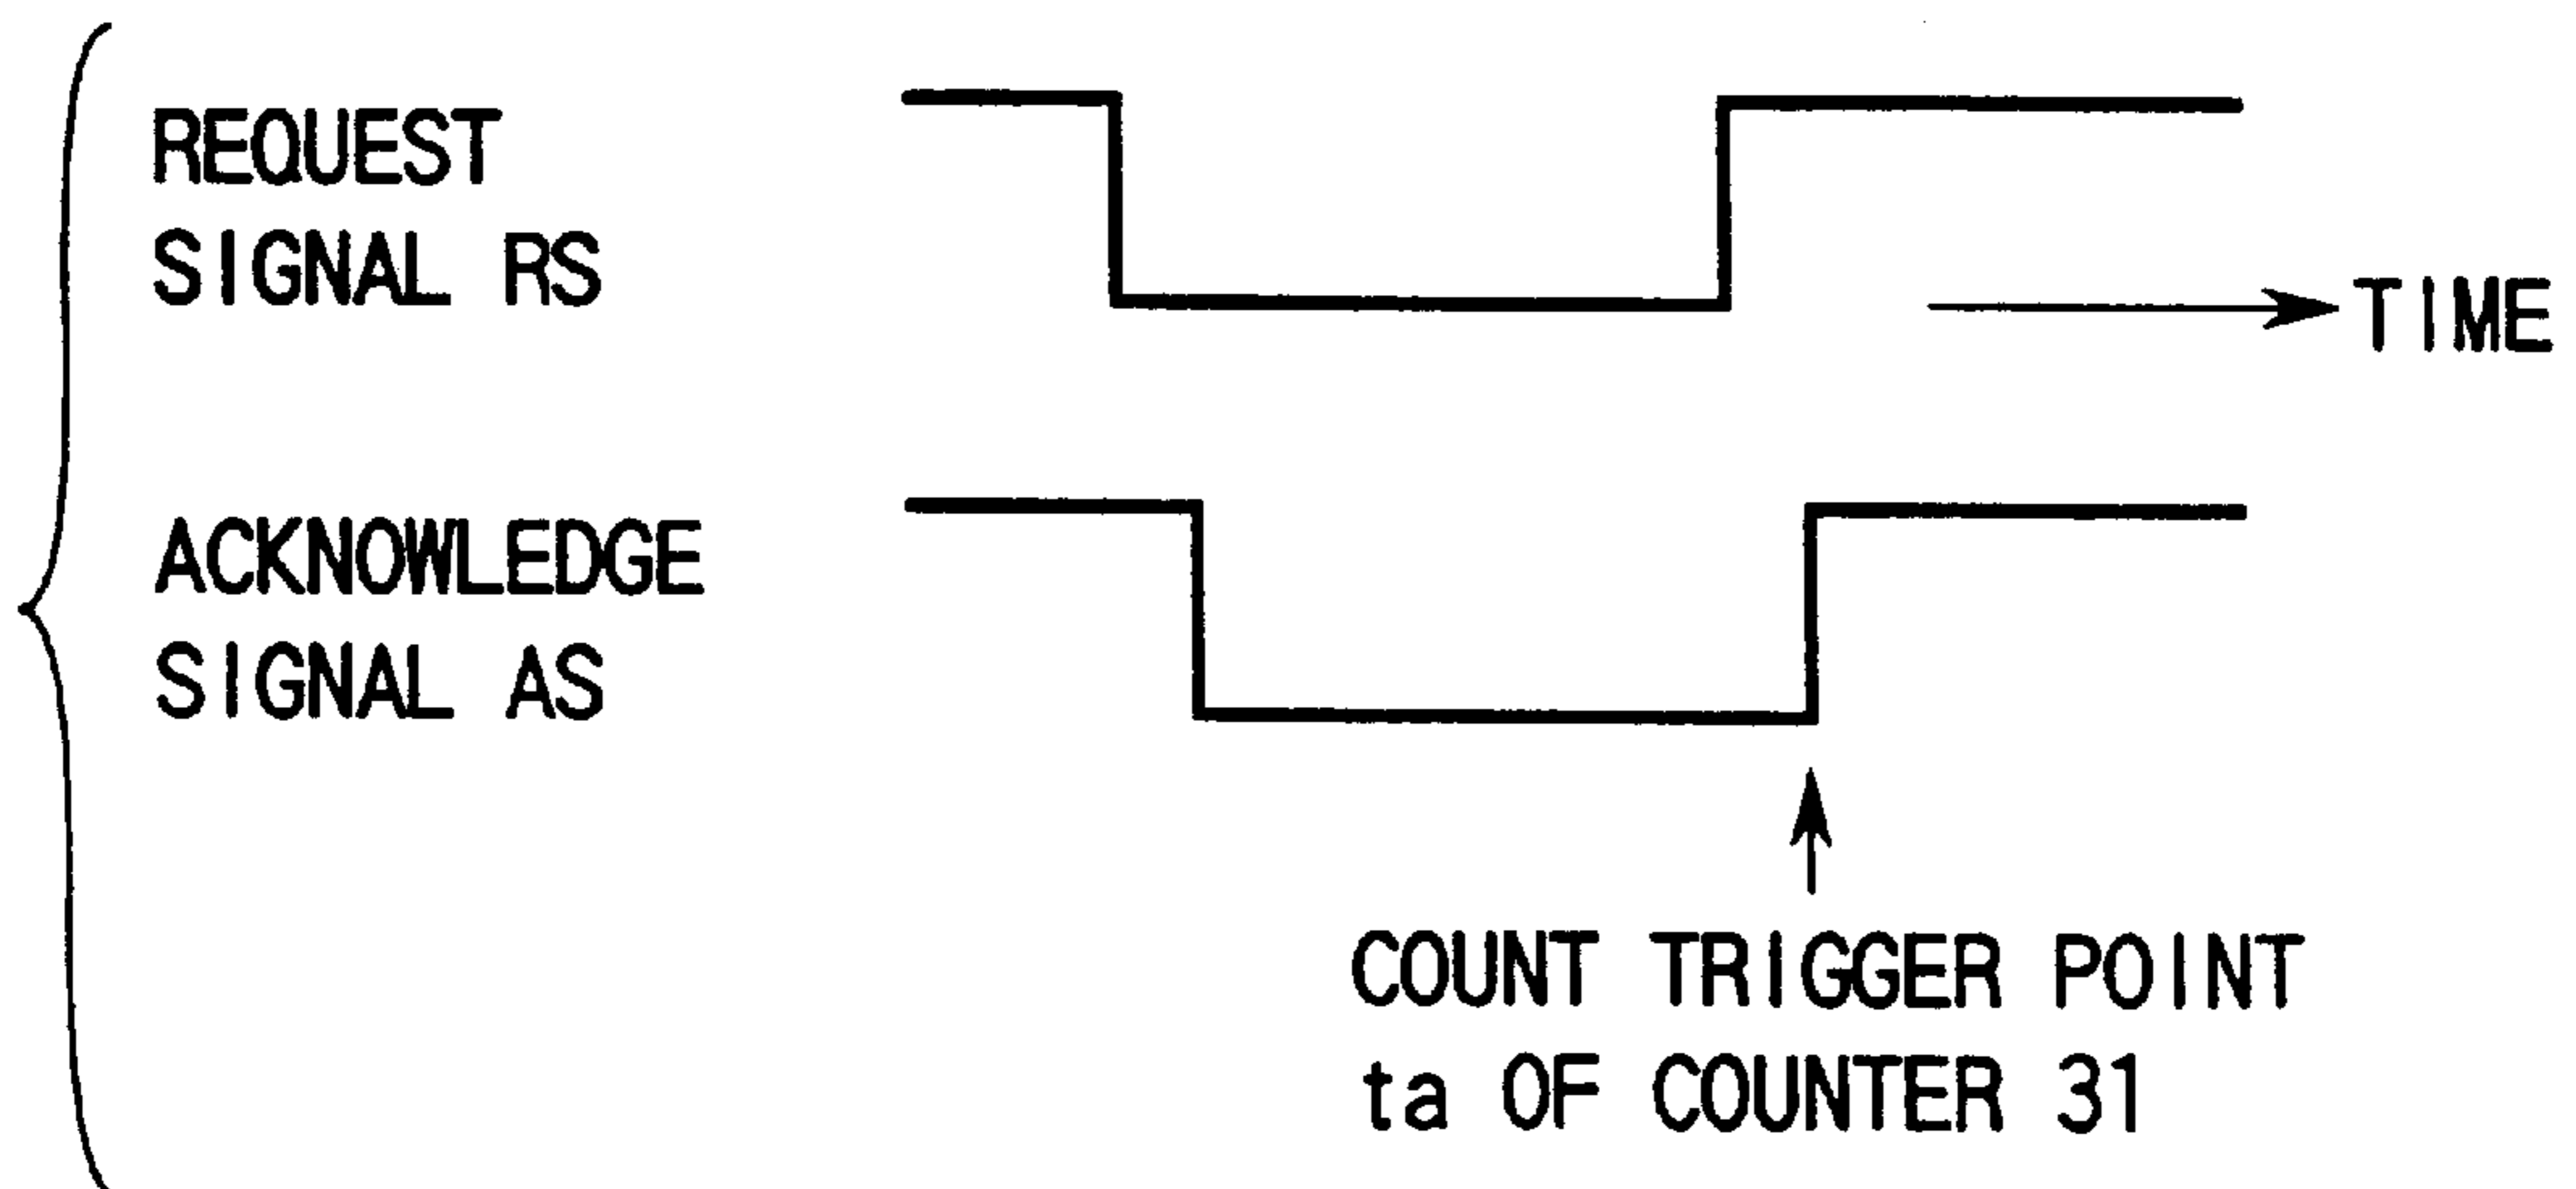 REQUEST
SIGNAL RS
TIME
ACKNOWLEDGE
SIGNAL AS
COUNT TRIGGER POINT
ta OF COUNTER 31